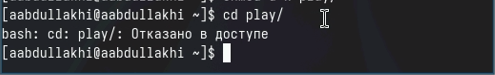 [aabdullakhi@aabdullakhi ~]$ cd play/
bash: cd: play/: Отказано в доступе
[aabdullakhi@aabdullakhi ~]$